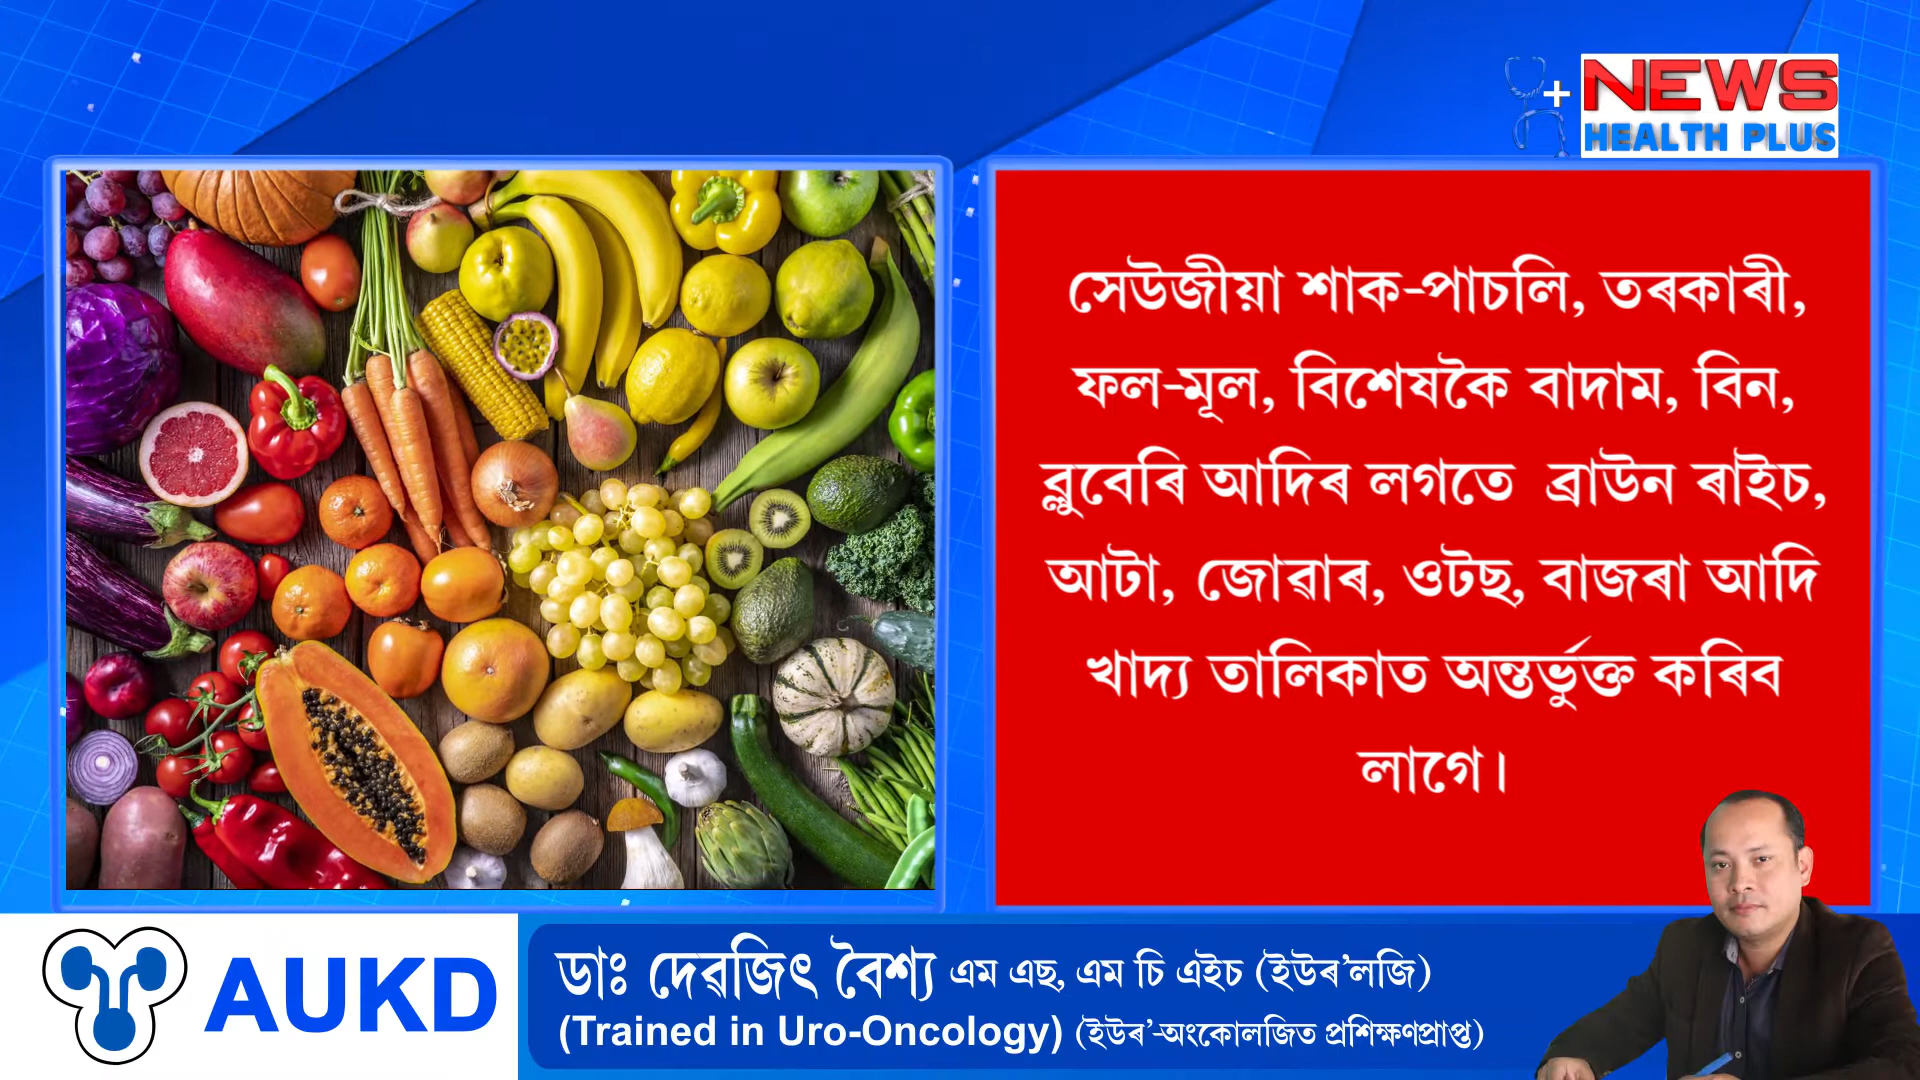 NEWS
HEALTH PLUS
সেউজীয়া শাক-পাচলি, তৰকাৰী,
ফল-মূল, বিশেষকৈ বাদাম, বিন,
ব্লুবেৰি আদিৰ লগতে ব্ৰাউন ৰাইচ,
আটা, জোৱাৰ, ওটছ, বাজৰা আদি
খাদ্য তালিকাত অন্তৰ্ভুক্ত কৰিব
লাগে।
AUKD
ডাঃ দেৱজিৎ বৈশ্য এম এছ, এম চি এইচ (ইউৰ'লজি)
(Trained in Uro-Oncology) (ইউৰ'-অংকোলজিত প্ৰশিক্ষণপ্ৰাপ্ত)